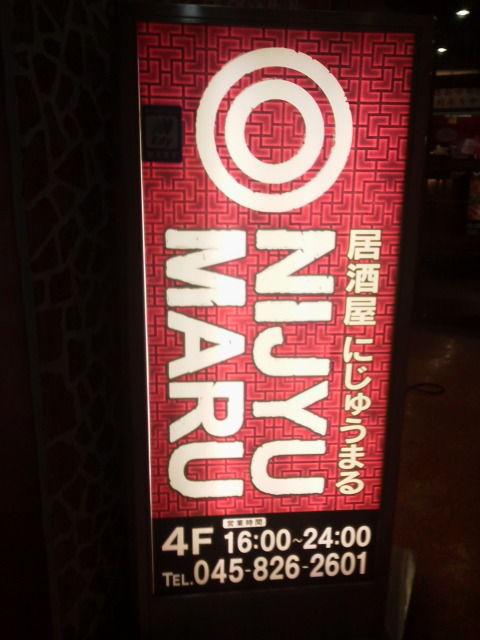 居酒屋 にじゅうまる
NIJYU
MARU
営業時間
4F 16:00~24:00
TEL.045-826-2601